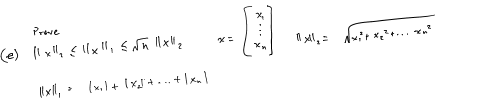 Prove
(e) ||x||₂ ≤ ||x||₁ ≤ √n ||x||₂ x = [x₁ ⋮ xₙ] ||x||₂ = √x₁² + x₂² + ... xₙ²
||x||₁ = |x₁| + |x₂| + ... + |xₙ|